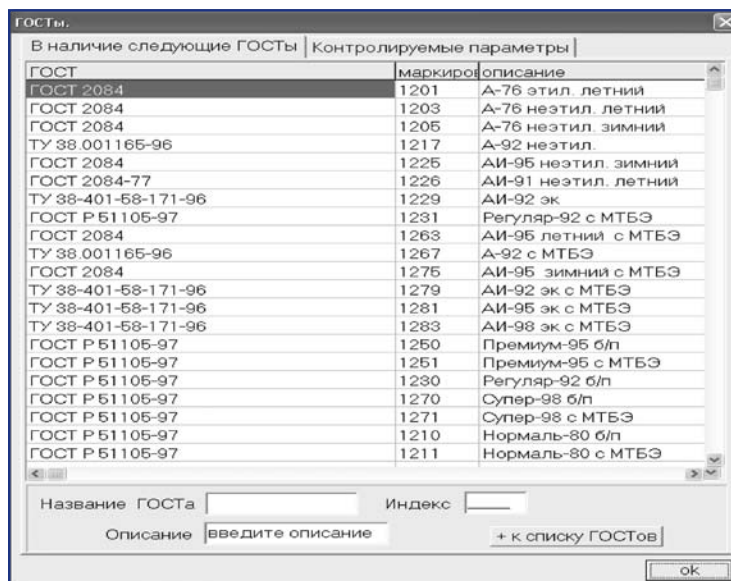 ГОСТы.
В наличие следующие ГОСТы Контролируемые параметры
ГОСТ маркиров описание
ГОСТ 2084 1201 А-76 этил. летний
ГОСТ 2084 1203 А-76 неэтил. летний
ГОСТ 2084 1205 А-76 неэтил. зимний
ТУ 38.001165-96 1217 А-92 неэтил.
ГОСТ 2084 1225 АИ-95 неэтил. зимний
ГОСТ 2084-77 1226 АИ-91 неэтил. летний
ТУ 38-401-58-171-96 1229 АИ-92 эк
ГОСТ Р 51105-97 1231 Регуляр-92 с МТБЭ
ГОСТ 2084 1263 АИ-95 летний с МТБЭ
ТУ 38.001165-96 1267 А-92 с МТБЭ
ГОСТ 2084 1275 АИ-95 зимний с МТБЭ
ТУ 38-401-58-171-96 1279 АИ-92 эк с МТБЭ
ТУ 38-401-58-171-96 1281 АИ-95 эк с МТБЭ
ТУ 38-401-58-171-96 1283 АИ-98 эк с МТБЭ
ГОСТ Р 51105-97 1250 Премиум-95 б/п
ГОСТ Р 51105-97 1251 Премиум-95 с МТБЭ
ГОСТ Р 51105-97 1230 Регуляр-92 б/п
ГОСТ Р 51105-97 1270 Супер-98 б/п
ГОСТ Р 51105-97 1271 Супер-98 с МТБЭ
ГОСТ Р 51105-97 1210 Нормаль-80 б/п
ГОСТ Р 51105-97 1211 Нормаль-80 с МТБЭ
Название ГОСТа Индекс
Описание введите описание + к списку ГОСТов
ok